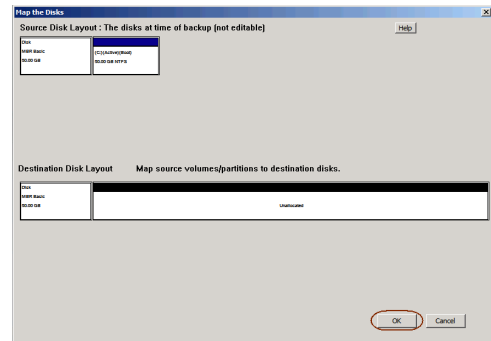 Map the Disks
Source Disk Layout : The disks at time of backup (not editable)
Help
Disk
MBR Basic
50.00 GB
(C:)(Active)(Boot)
50.00 GB NTFS
Destination Disk Layout Map source volumes/partitions to destination disks.
Disk
MBR Basic
50.00 GB
Unallocated
OK
Cancel